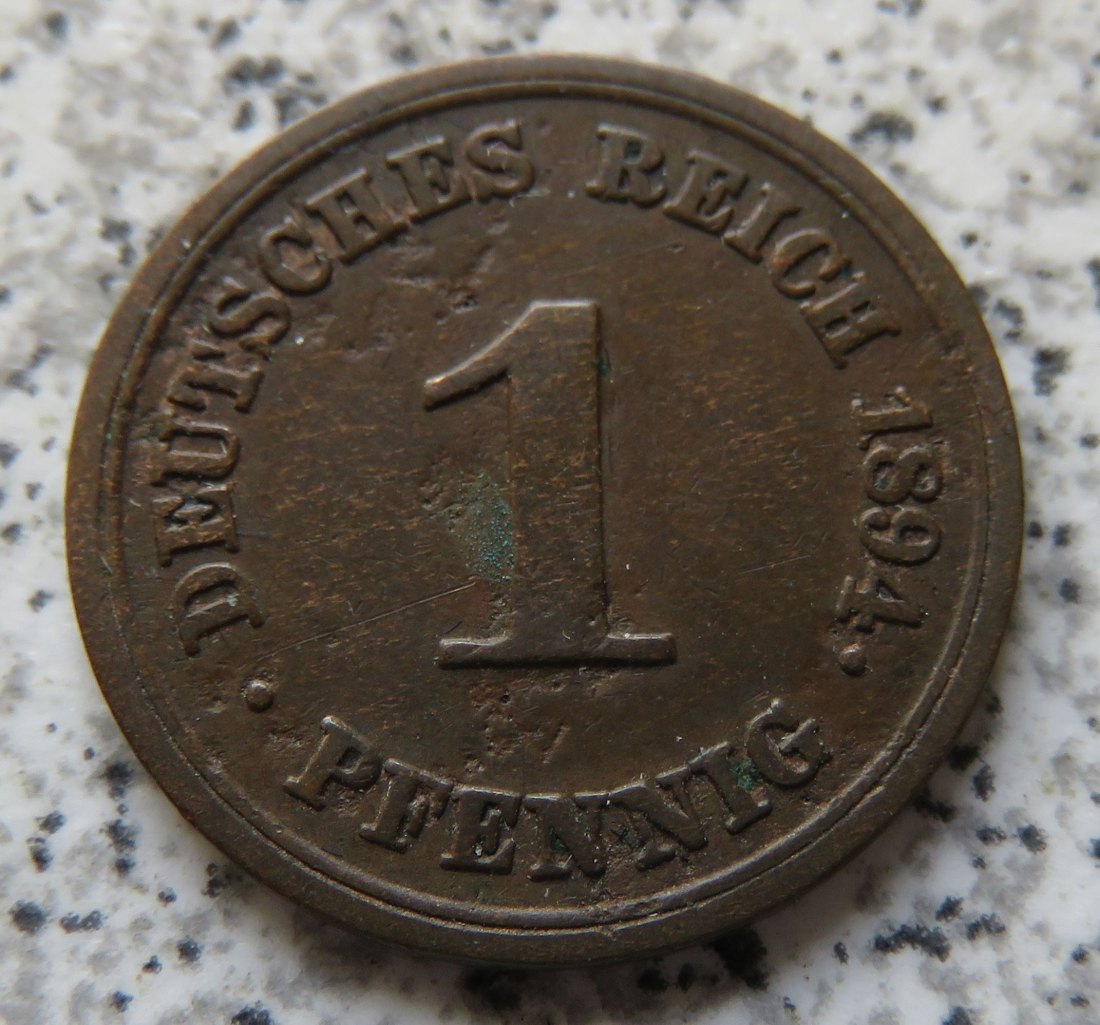 DEUTSCHES REICH 1894.
1
· PFENNIG